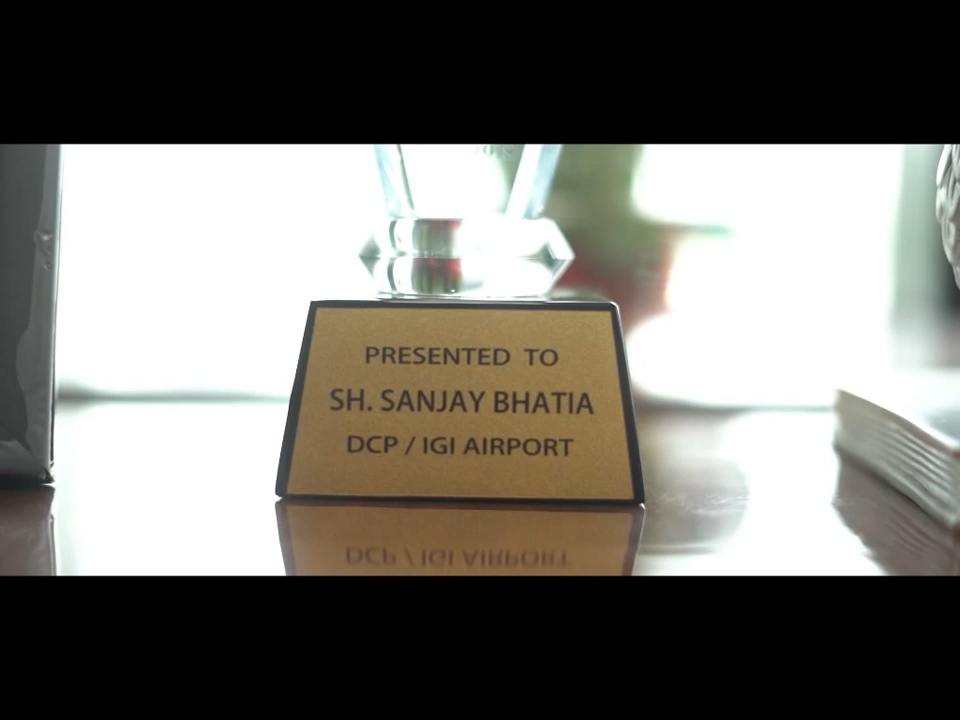 PRESENTED TO
SH. SANJAY BHATIA
DCP / IGI AIRPORT